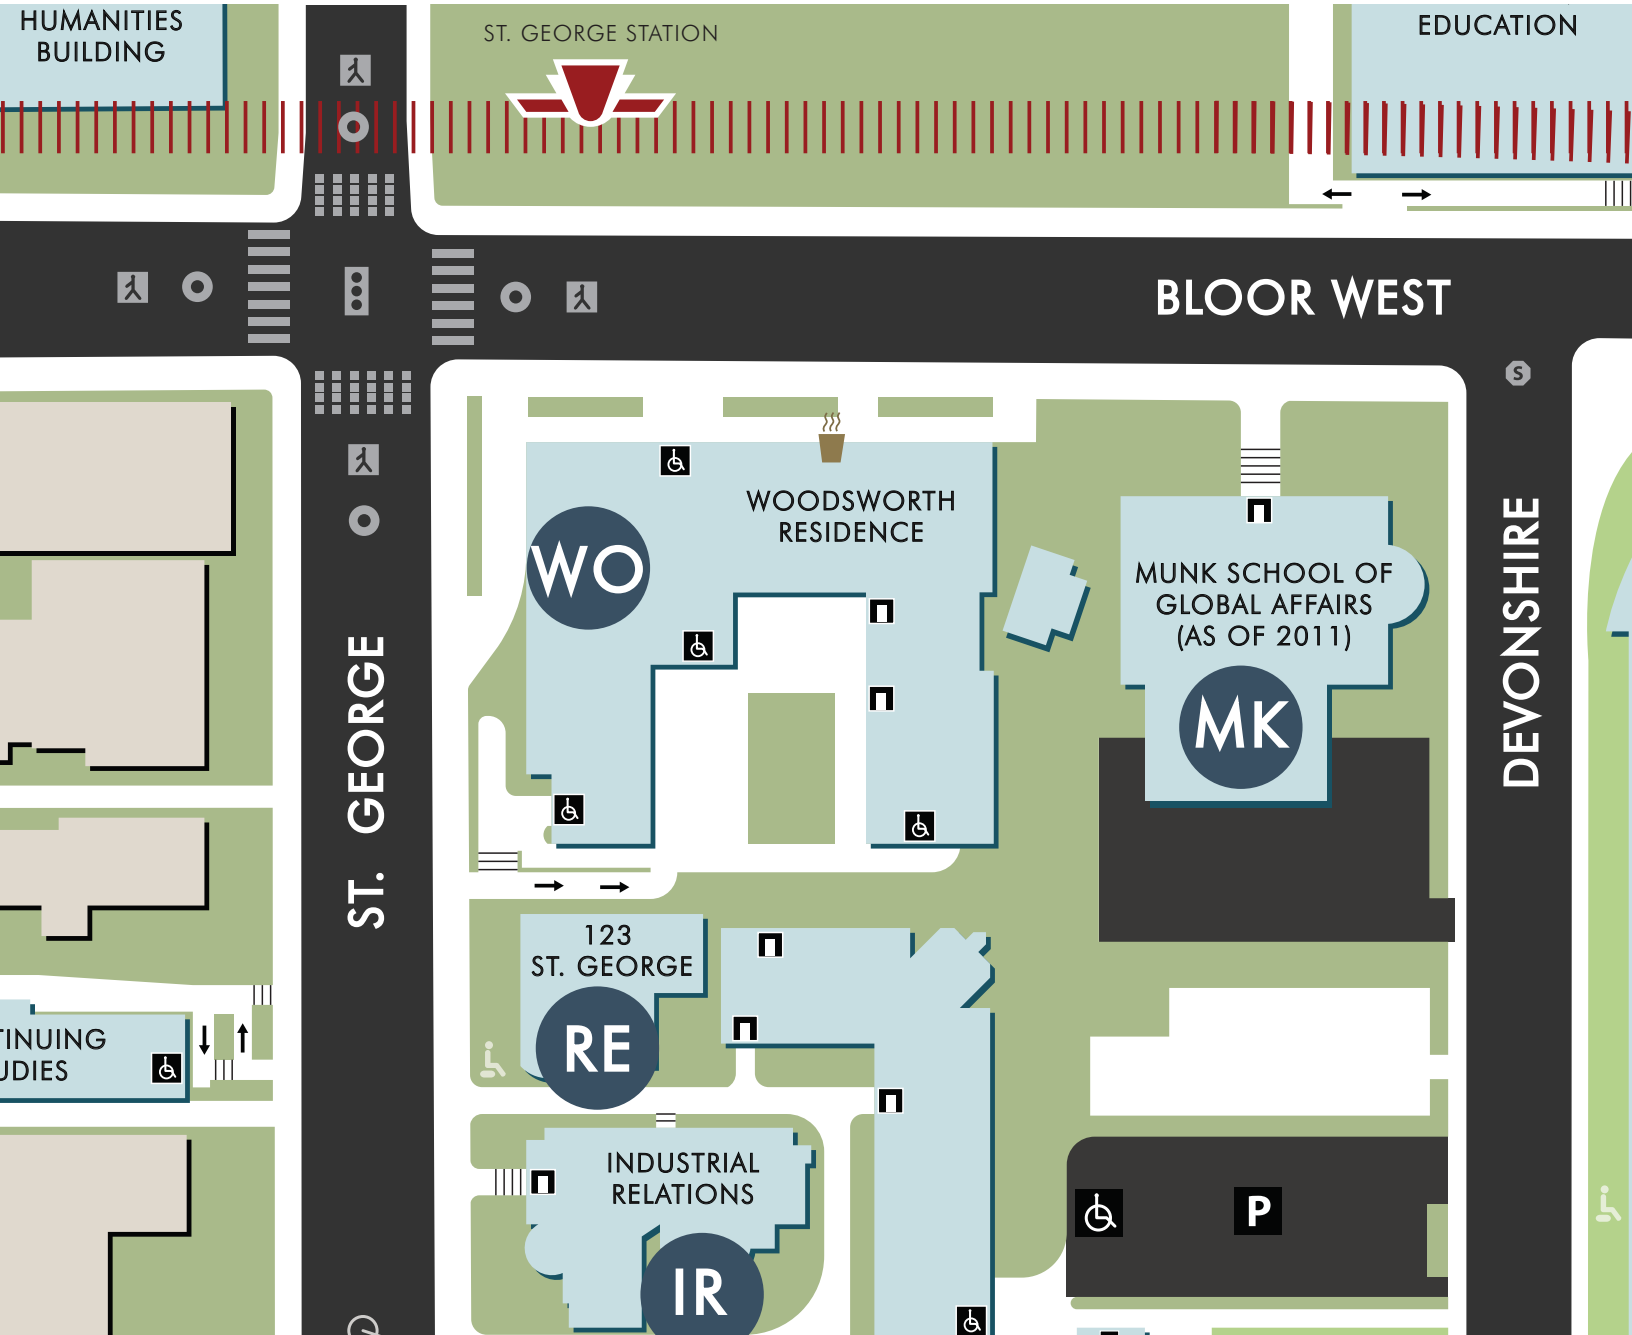 HUMANITIES
BUILDING
ST. GEORGE STATION
EDUCATION
BLOOR WEST
S
WOODSWORTH
RESIDENCE
WO
MUNK SCHOOL OF
GLOBAL AFFAIRS
(AS OF 2011)
MK
DEVONSHIRE
ST. GEORGE
123
ST. GEORGE
RE
TINUING
UDIES
INDUSTRIAL
RELATIONS
IR
P